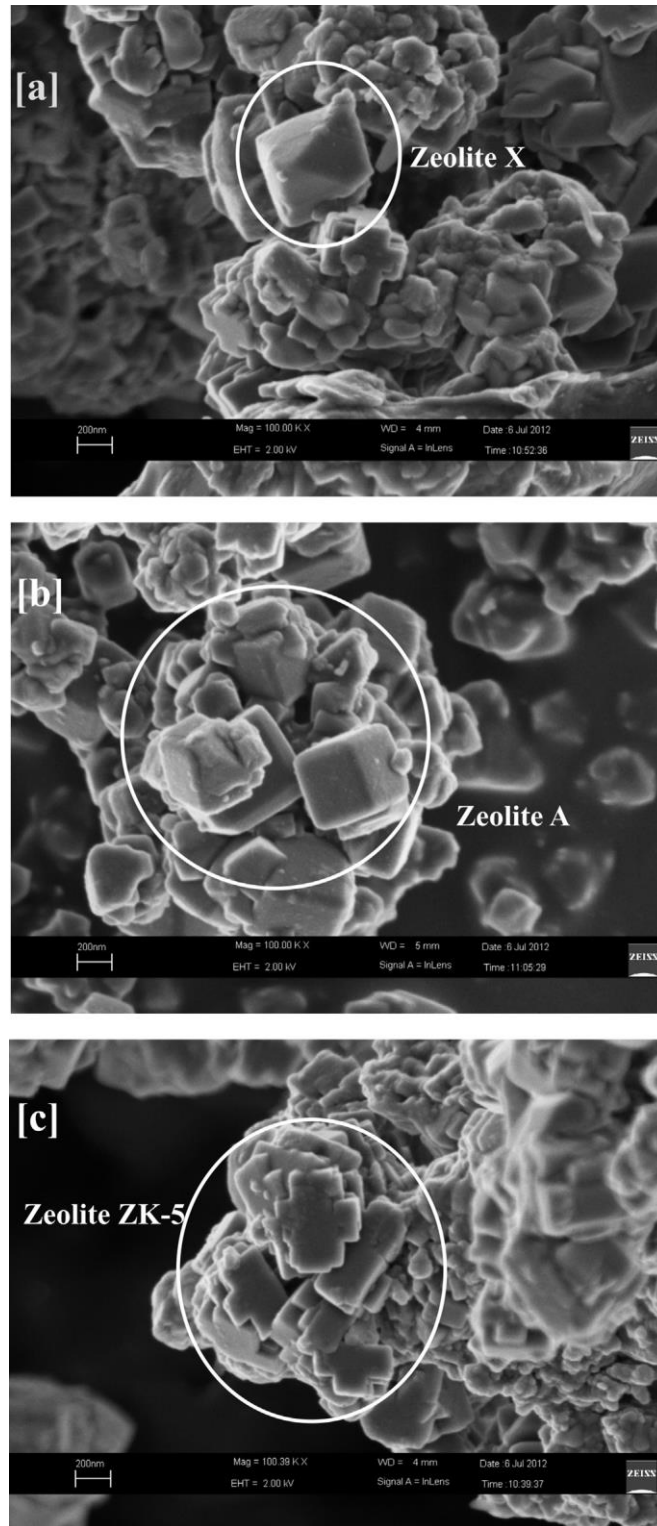 [a]
Zeolite X
200nm
Mag = 100.00 K X
WD = 4 mm
Date :6 Jul 2012
EHT = 2.00 kV
Signal A = InLens
Time :10:52:36
ZEISS
[b]
Zeolite A
200nm
Mag = 100.00 K X
WD = 5 mm
Date :6 Jul 2012
EHT = 2.00 kV
Signal A = InLens
Time :11:05:29
ZEISS
[c]
Zeolite ZK-5
200nm
Mag = 100.39 K X
WD = 4 mm
Date :6 Jul 2012
EHT = 2.00 kV
Signal A = InLens
Time :10:39:37
ZEISS